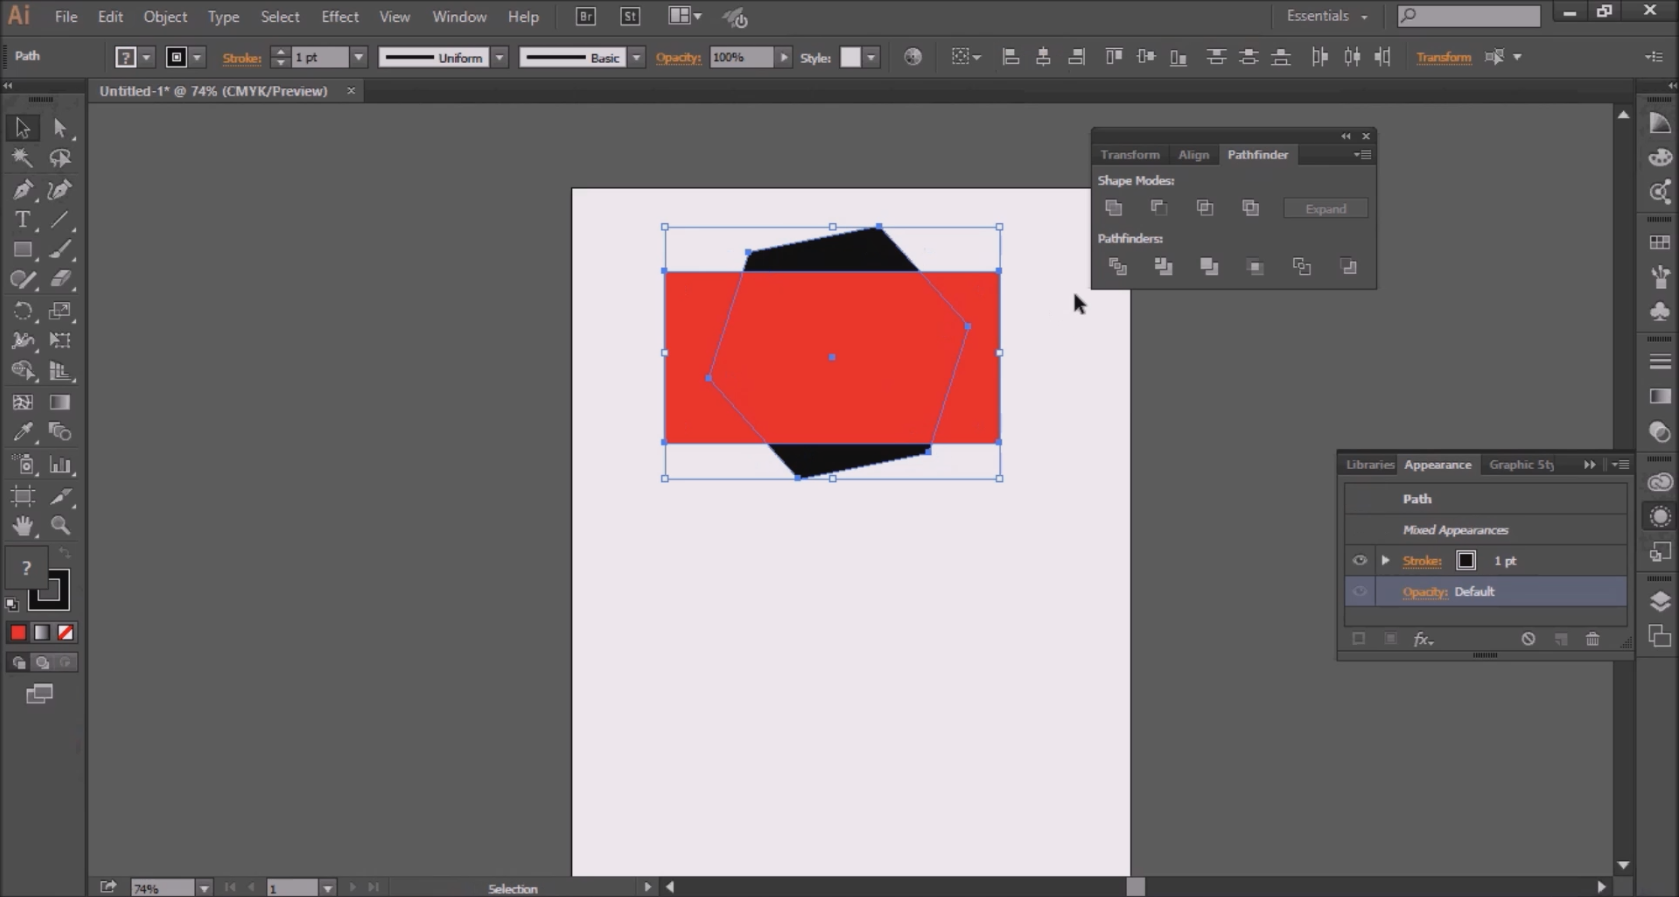 Ai File Edit Object Type Select Effect View Window Help Br St Essentials
Path ? Stroke: 1 pt Uniform Basic Opacity: 100% Style: Transform
Untitled-1* @ 74% (CMYK/Preview) ×
Transform Align Pathfinder
Shape Modes:
Expand
Pathfinders:
T
Libraries Appearance Graphic Sty
Path
Mixed Appearances
Stroke: 1 pt
Opacity: Default
fx
?
74% 1 Selection